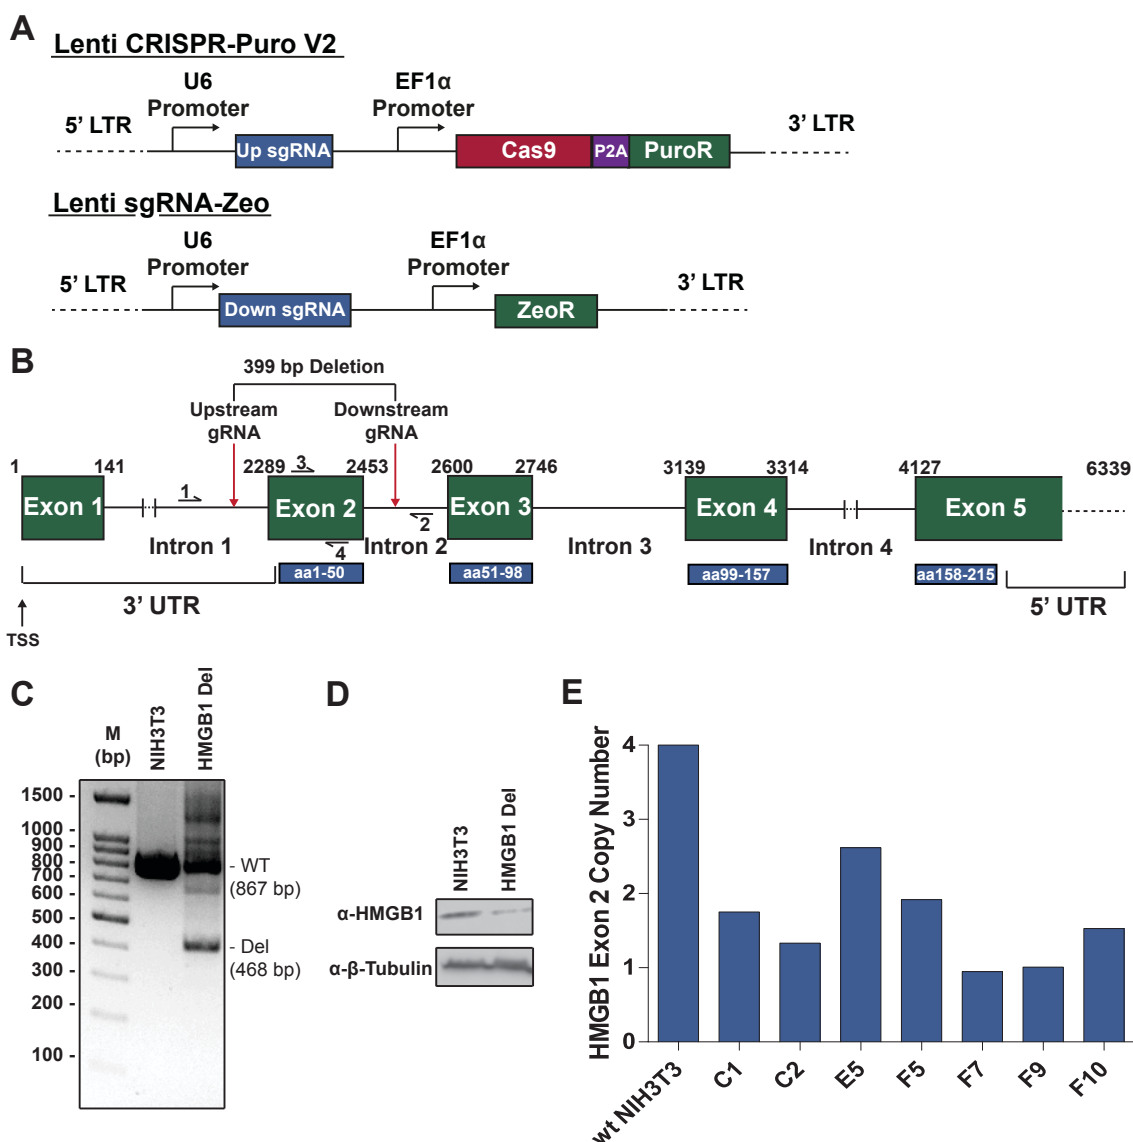 A
Lenti CRISPR-Puro V2
U6
Promoter
EF1α
Promoter
5’ LTR
3’ LTR
Up sgRNA
Cas9
P2A
PuroR
Lenti sgRNA-Zeo
U6
Promoter
EF1α
Promoter
5’ LTR
3’ LTR
Down sgRNA
ZeoR
B
399 bp Deletion
Upstream
gRNA
Downstream
gRNA
1
141
2289
3
2453
2600
2746
3139
3314
4127
6339
1
Exon 1
Exon 2
Exon 3
Exon 4
Exon 5
2
4
Intron 1
Intron 2
Intron 3
Intron 4
aa1-50
aa51-98
aa99-157
aa158-215
3’ UTR
5’ UTR
TSS
C
M
(bp)
NIH3T3
HMGB1 Del
1500 -
1000 -
900 -
800 -
700 -
600 -
500 -
400 -
300 -
200 -
100 -
- WT
(867 bp)
- Del
(468 bp)
D
NIH3T3
HMGB1 Del
α-HMGB1
α-β-Tubulin
E
HMGB1 Exon 2 Copy Number
4
3
2
1
0
wt NIH3T3
C1
C2
E5
F5
F7
F9
F10